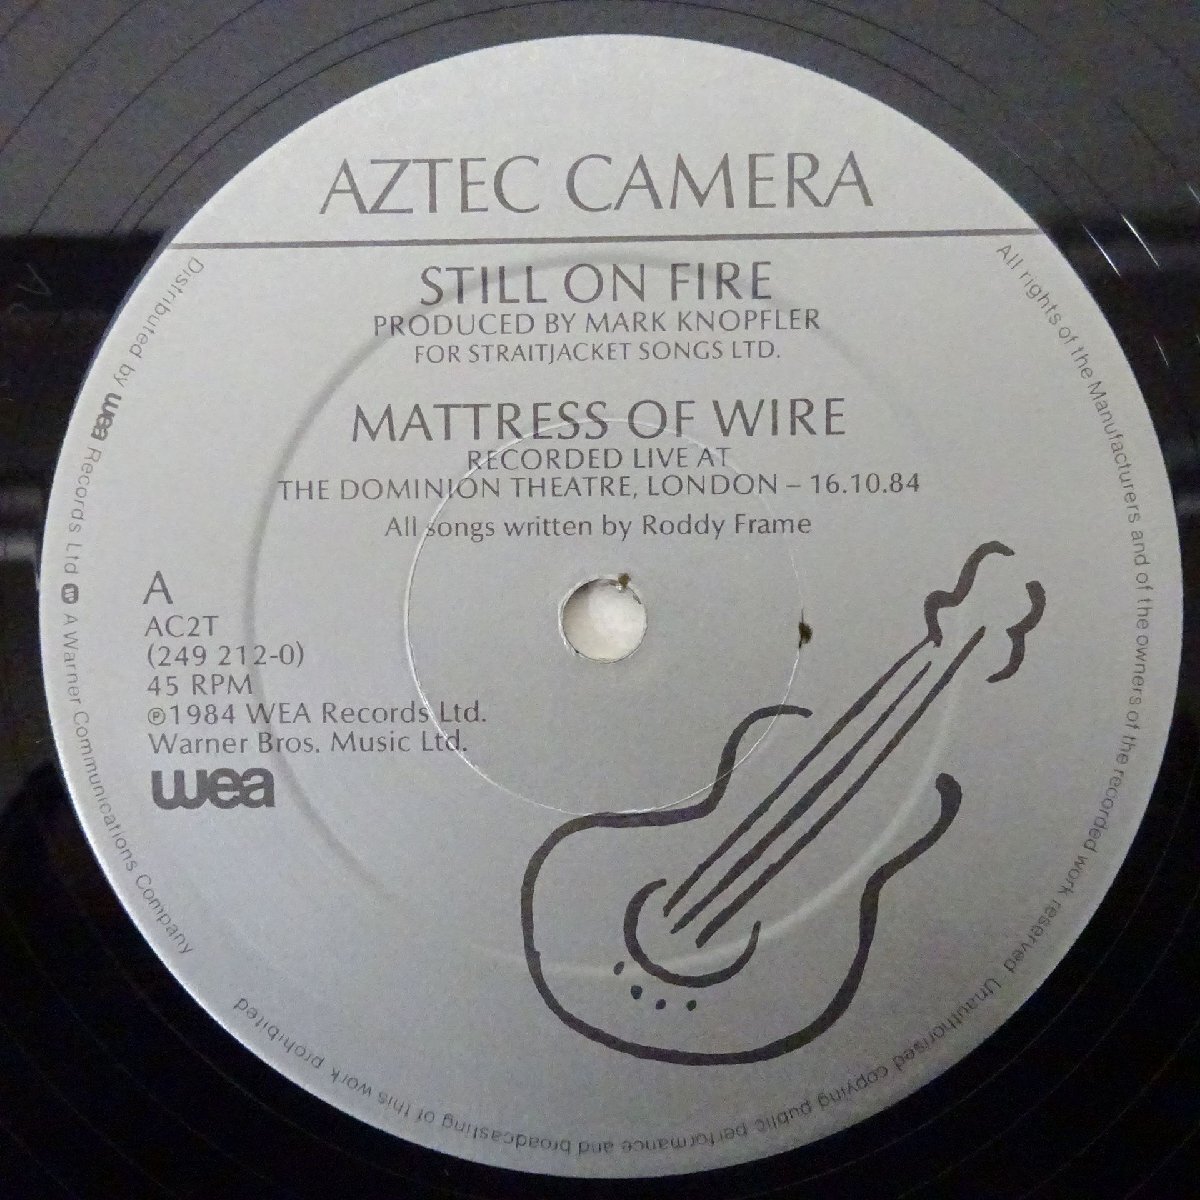 AZTEC CAMERA
STILL ON FIRE
PRODUCED BY MARK KNOPFLER
FOR STRAITJACKET SONGS LTD.
MATTRESS OF WIRE
RECORDED LIVE AT
THE DOMINION THEATRE, LONDON – 16.10.84
All songs written by Roddy Frame
A
AC2T
(249 212-0)
45 RPM
℗1984 WEA Records Ltd.
Warner Bros. Music Ltd.
wea
Distributed by wea Records Ltd. A Warner Communications Company
All rights of the Manufacturers and of the owners of the recorded work reserved Unauthorised copying public performance and broadcasting of this work prohibited